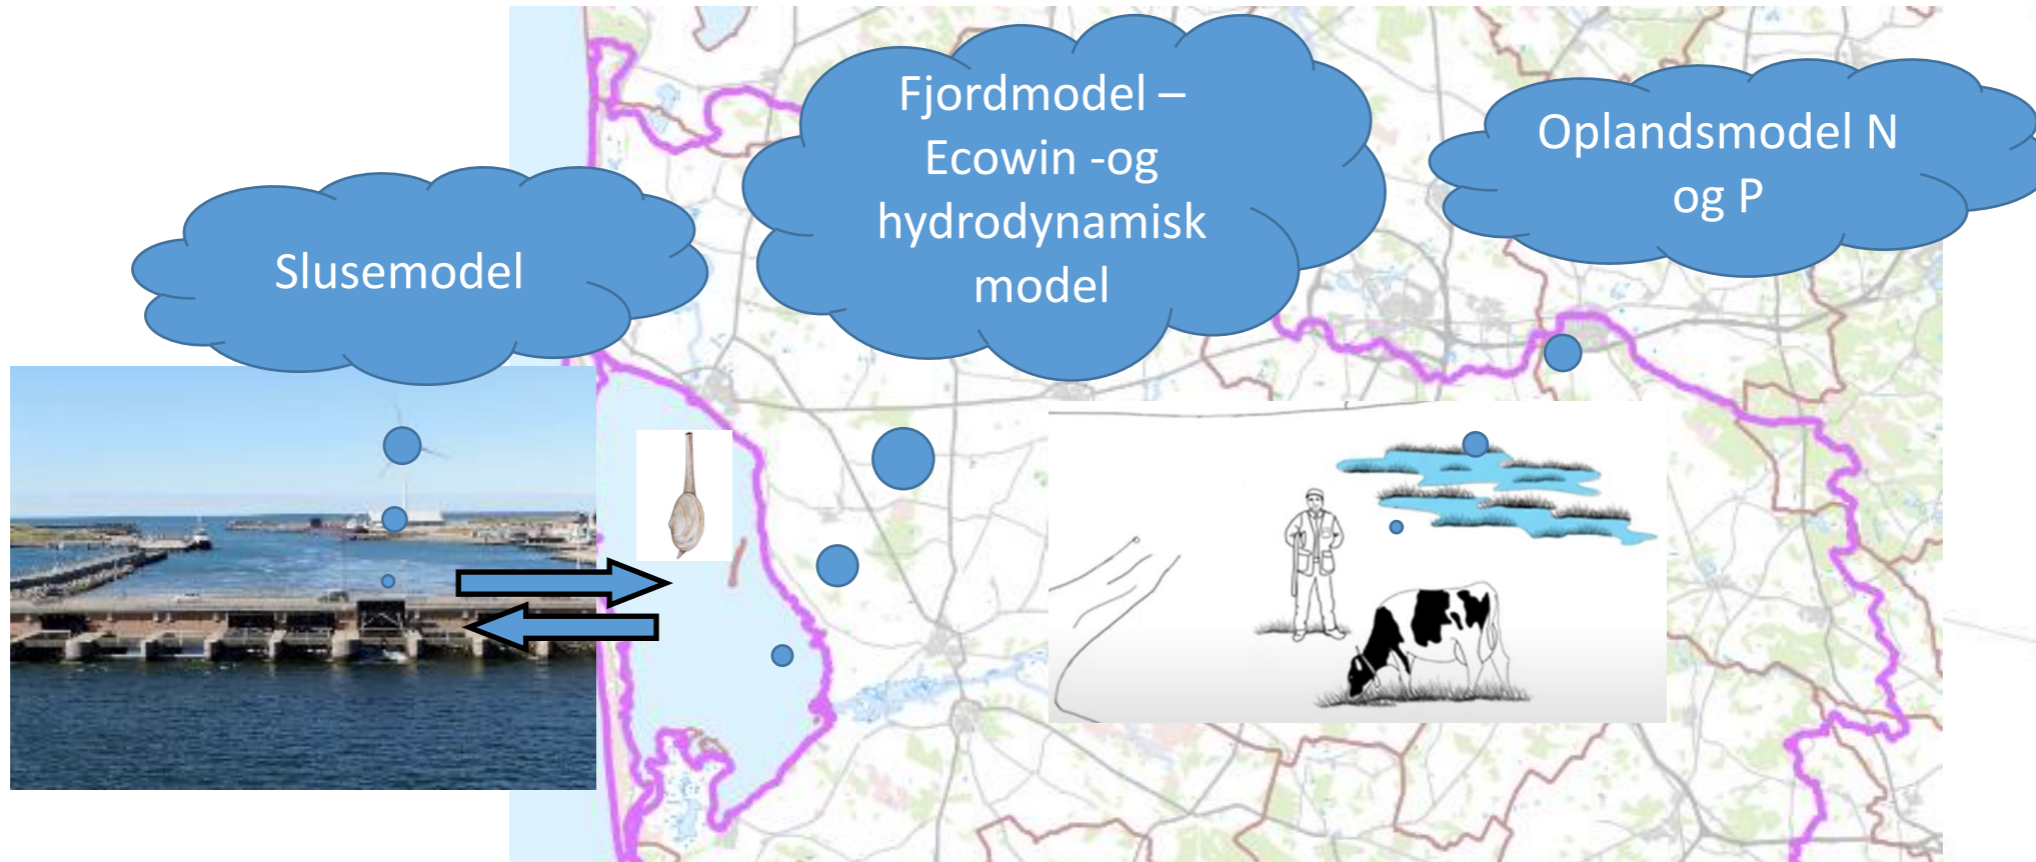 Slusemodel
Fjordmodel –
Ecowin -og
hydrodynamisk
model
Oplandsmodel N
og P